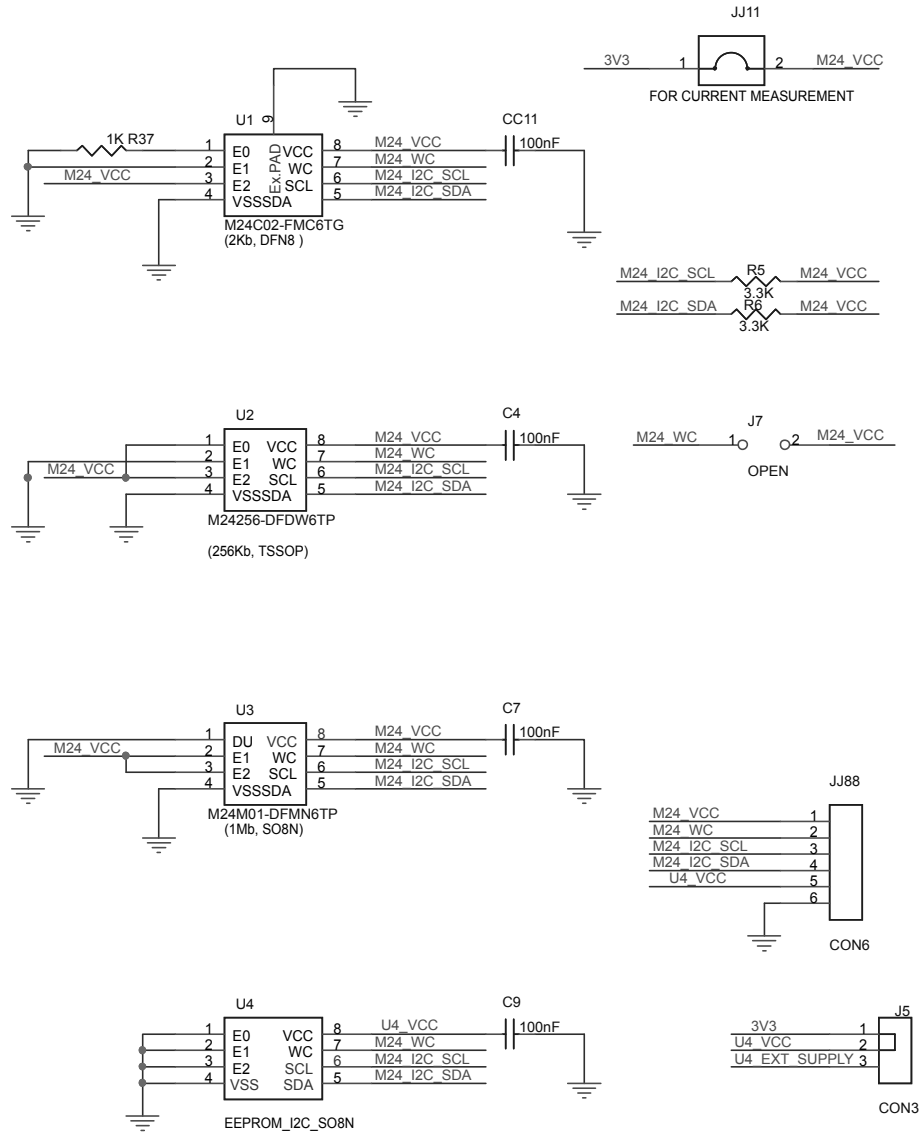 JJ11
3V3 1 2 M24_VCC
FOR CURRENT MEASUREMENT
9
U1
CC11
1K R37
1 E0 VCC 8 M24_VCC 100nF
2 E1 WC 7 M24_WC
M24_VCC 3 E2 SCL 6 M24_I2C_SCL
4 VSSSDA 5 M24_I2C_SDA
Ex.PAD
M24C02-FMC6TG
(2Kb, DFN8 )
R5
M24_I2C_SCL M24_VCC
3.3K
R6
M24_I2C_SDA M24_VCC
3.3K
U2
C4
1 E0 VCC 8 M24_VCC 100nF
2 E1 WC 7 M24_WC
M24_VCC 3 E2 SCL 6 M24_I2C_SCL
4 VSSSDA 5 M24_I2C_SDA
M24256-DFDW6TP
(256Kb, TSSOP)
J7
M24_WC 1 2 M24_VCC
OPEN
U3
C7
1 DU VCC 8 M24_VCC 100nF
M24_VCC 2 E1 WC 7 M24_WC
3 E2 SCL 6 M24_I2C_SCL
4 VSSSDA 5 M24_I2C_SDA
M24M01-DFMN6TP
(1Mb, SO8N)
JJ88
M24_VCC 1
M24_WC 2
M24_I2C_SCL 3
M24_I2C_SDA 4
U4_VCC 5
6
CON6
U4
C9
1 E0 VCC 8 U4_VCC 100nF
2 E1 WC 7 M24_WC
3 E2 SCL 6 M24_I2C_SCL
4 VSS SDA 5 M24_I2C_SDA
EEPROM_I2C_SO8N
J5
3V3 1
U4_VCC 2
U4_EXT_SUPPLY 3
CON3